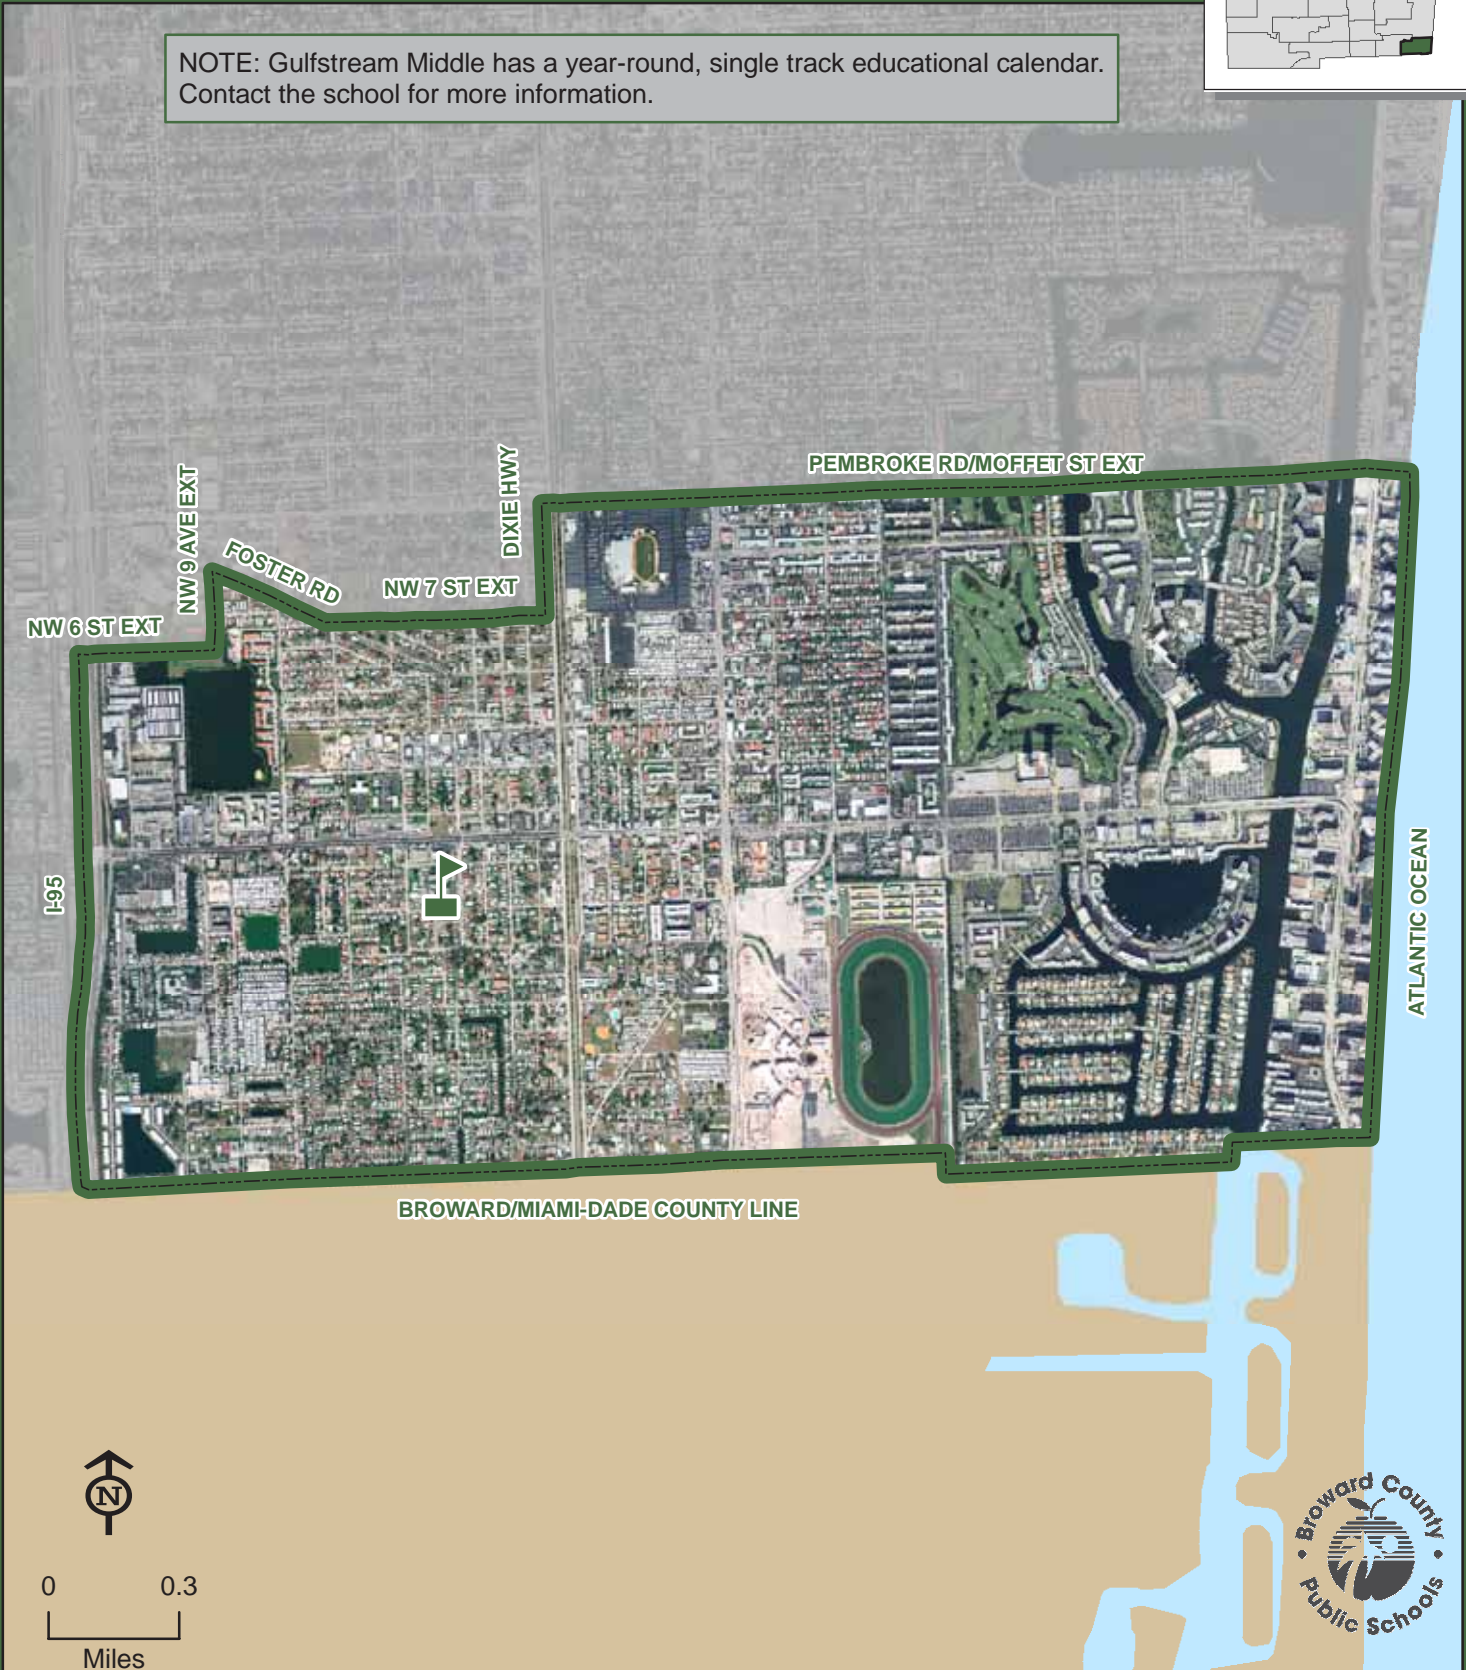 NOTE: Gulfstream Middle has a year-round, single track educational calendar.
Contact the school for more information.
PEMBROKE RD/MOFFET ST EXT
DIXIE HWY
NW 9 AVE EXT
FOSTER RD
NW 7 ST EXT
NW 6 ST EXT
I-95
ATLANTIC OCEAN
BROWARD/MIAMI-DADE COUNTY LINE
N
0 0.3
Miles
• Broward County •
Public Schools